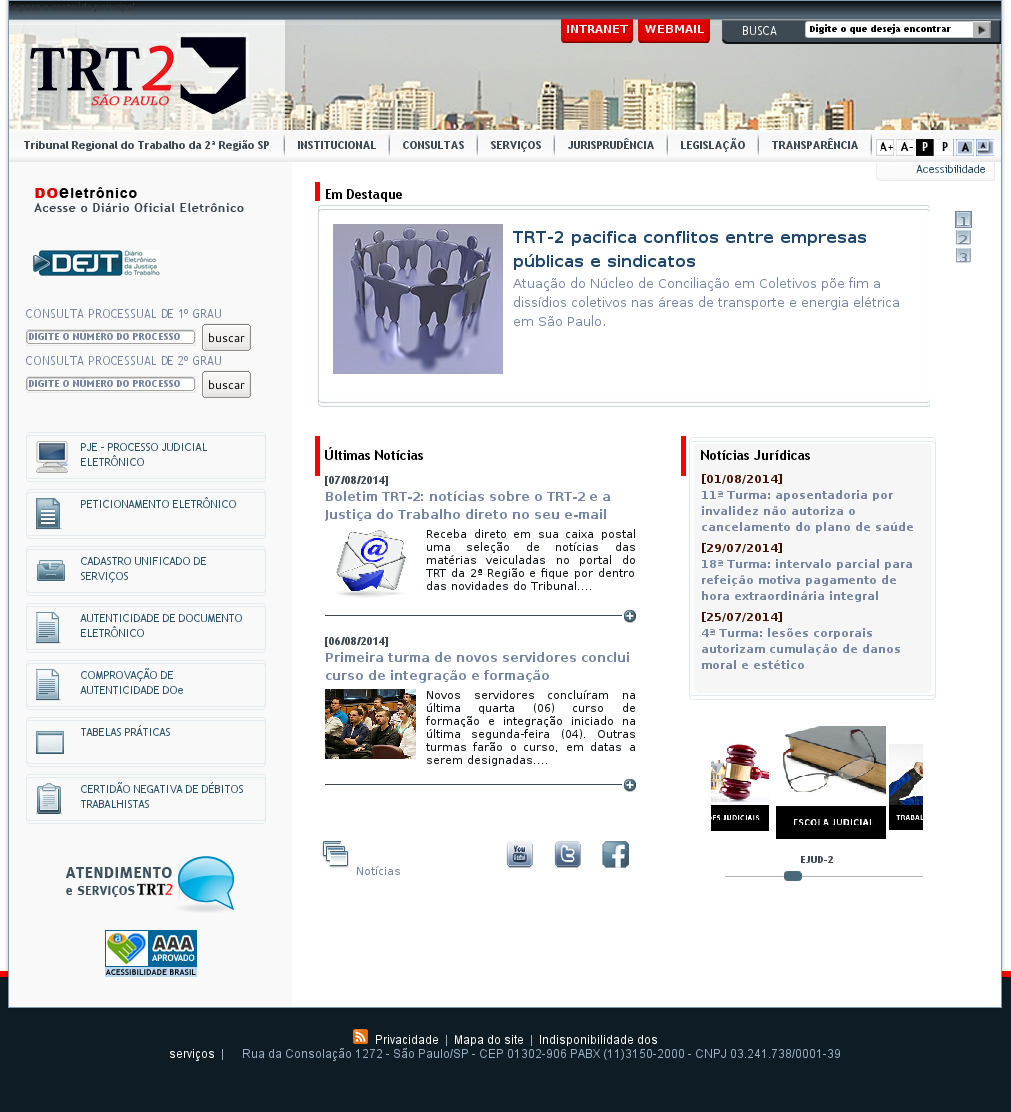 INTRANET
WEBMAIL
BUSCA
Digite o que deseja encontrar
TRT2
SÃO PAULO
Tribunal Regional do Trabalho da 2ª Região SP
INSTITUCIONAL
CONSULTAS
SERVIÇOS
JURISPRUDÊNCIA
LEGISLAÇÃO
TRANSPARÊNCIA
A+ A- P P A A
Acessibilidade
DOeletrônico
Acesse o Diário Oficial Eletrônico
DEJT
Diário
Eletrônico
da Justiça
do Trabalho
CONSULTA PROCESSUAL DE 1º GRAU
DIGITE O NÚMERO DO PROCESSO
buscar
CONSULTA PROCESSUAL DE 2º GRAU
DIGITE O NÚMERO DO PROCESSO
buscar
PJE - PROCESSO JUDICIAL
ELETRÔNICO
PETICIONAMENTO ELETRÔNICO
CADASTRO UNIFICADO DE
SERVIÇOS
AUTENTICIDADE DE DOCUMENTO
ELETRÔNICO
COMPROVAÇÃO DE
AUTENTICIDADE DOe
TABELAS PRÁTICAS
CERTIDÃO NEGATIVA DE DÉBITOS
TRABALHISTAS
ATENDIMENTO
e SERVIÇOS TRT2
AAA
APROVADO
ACESSIBILIDADE BRASIL
Em Destaque
TRT-2 pacifica conflitos entre empresas
públicas e sindicatos
Atuação do Núcleo de Conciliação em Coletivos põe fim a
dissídios coletivos nas áreas de transporte e energia elétrica
em São Paulo.
1
2
3
Últimas Notícias
[07/08/2014]
Boletim TRT-2: notícias sobre o TRT-2 e a
Justiça do Trabalho direto no seu e-mail
Receba direto em sua caixa postal
uma seleção de notícias das
matérias veiculadas no portal do
TRT da 2ª Região e fique por dentro
das novidades do Tribunal....
[06/08/2014]
Primeira turma de novos servidores conclui
curso de integração e formação
Novos servidores concluíram na
última quarta (06) curso de
formação e integração iniciado na
última segunda-feira (04). Outras
turmas farão o curso, em datas a
serem designadas....
Notícias
You
Tube
Notícias Jurídicas
[01/08/2014]
11ª Turma: aposentadoria por
invalidez não autoriza o
cancelamento do plano de saúde
[29/07/2014]
18ª Turma: intervalo parcial para
refeição motiva pagamento de
hora extraordinária integral
[25/07/2014]
4ª Turma: lesões corporais
autorizam cumulação de danos
moral e estético
ES JUDICIAIS
ESCOLA JUDICIAL
TRABAL
EJUD-2
Privacidade | Mapa do site | Indisponibilidade dos
serviços | Rua da Consolação 1272 - São Paulo/SP - CEP 01302-906 PABX (11)3150-2000 - CNPJ 03.241.738/0001-39